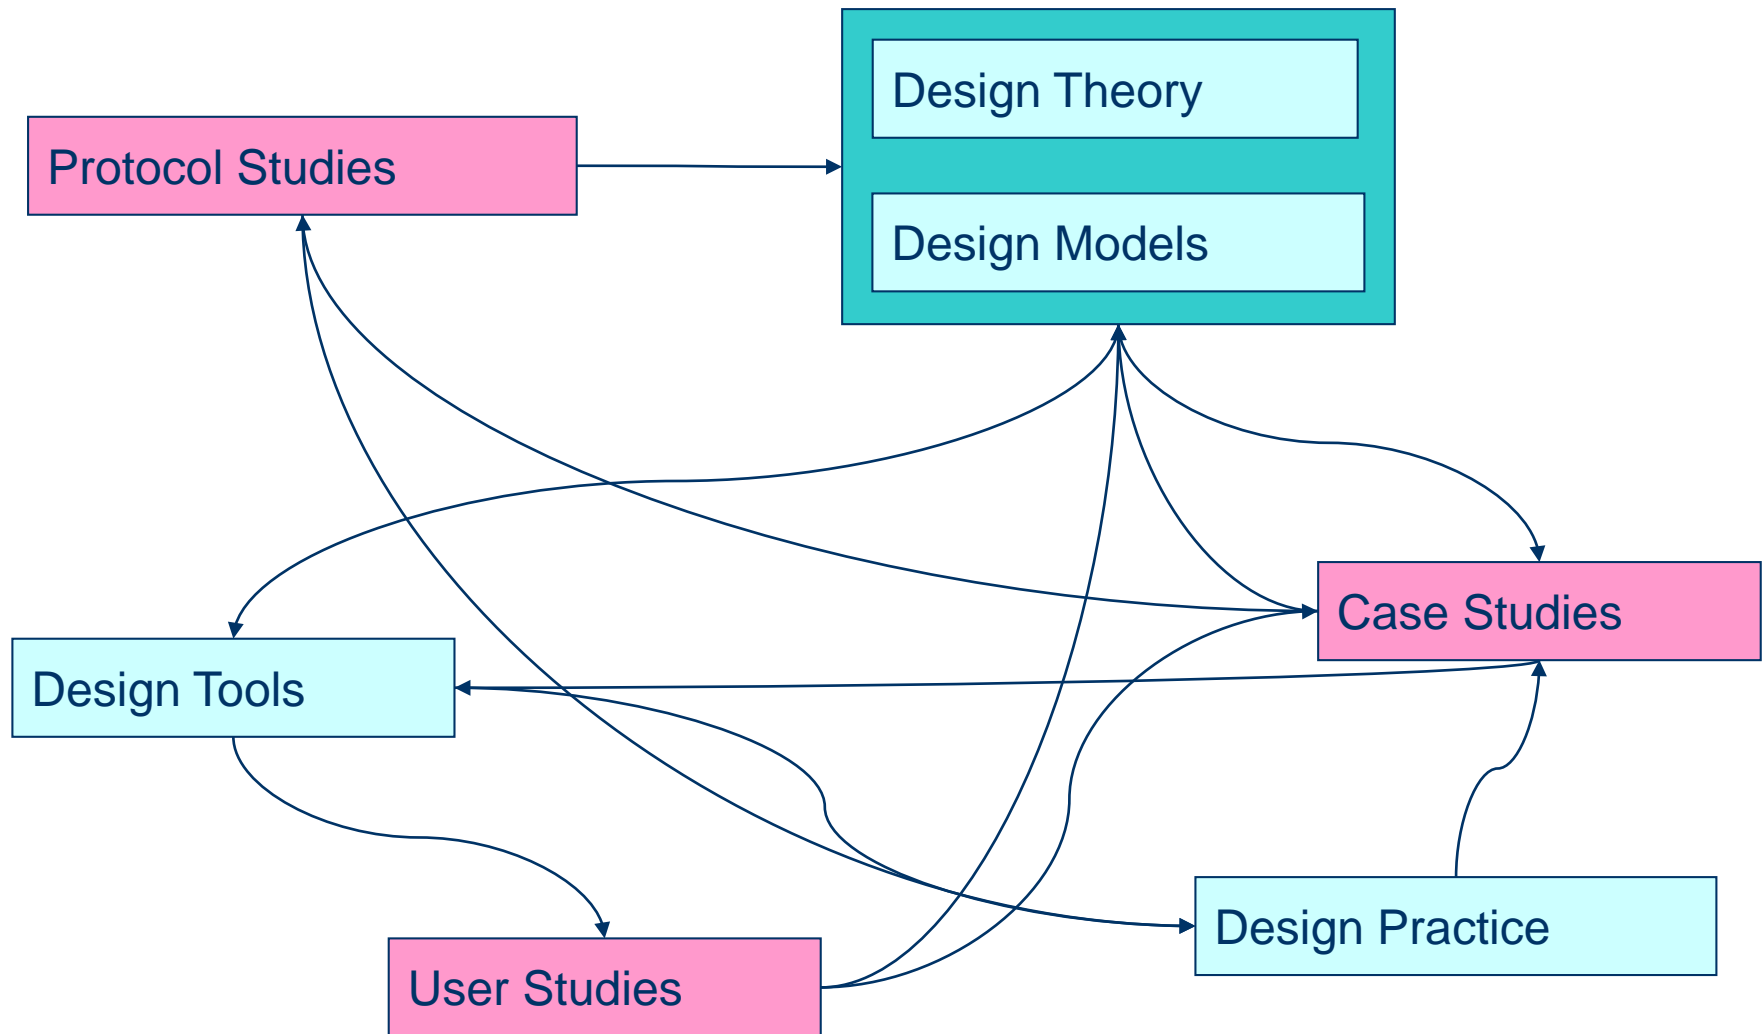 Design Theory
Protocol Studies
Design Models
Case Studies
Design Tools
Design Practice
User Studies